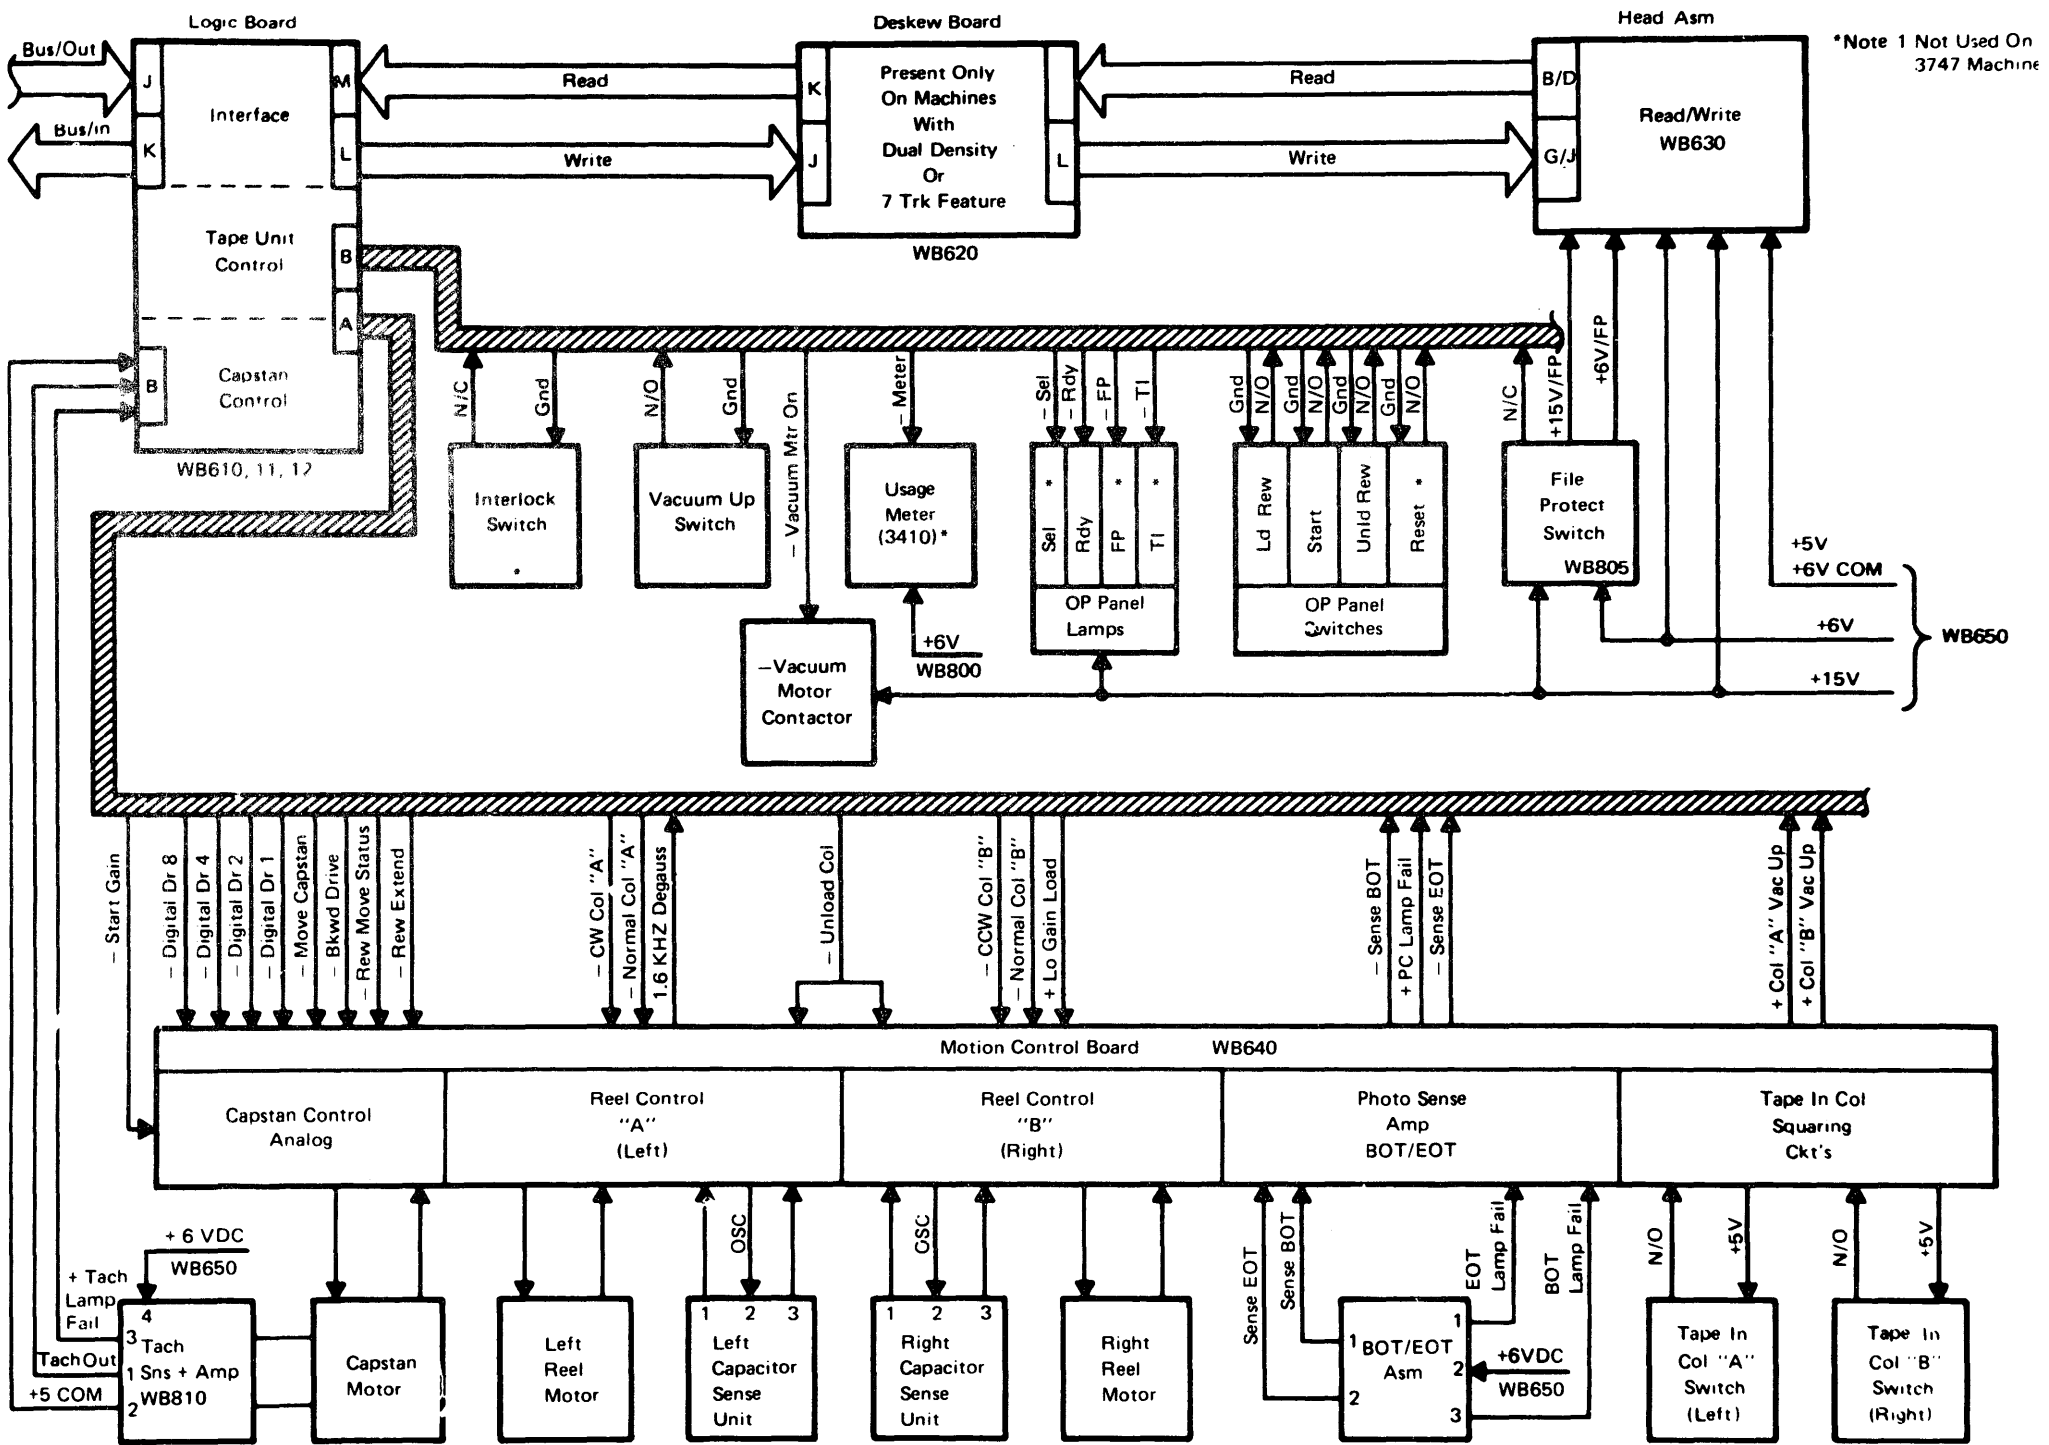 Logic Board
Deskew Board
Head Asm
*Note 1 Not Used On
3747 Machine
Bus/Out
J
Interface
M
Read
K
Present Only
On Machines
With
Dual Density
Or
7 Trk Feature
Read
B/D
Read/Write
WB630
Bus/in
K
L
Write
J
L
Write
G/J
WB620
Tape Unit
Control
B
A
B
Capstan
Control
WB610, 11, 12
N/C
Gnd
N/O
Gnd
– Vacuum Mtr On
– Meter
– Sel
– Rdy
– FP
– TI
Gnd
N/O
Gnd
N/O
Gnd
N/O
Gnd
N/O
N/C
+15V/FP
+6V/FP
Interlock
Switch
*
Vacuum Up
Switch
Usage
Meter
(3410)*
Sel *
Rdy
FP *
TI *
OP Panel
Lamps
Ld Rew
Start
Unld Rew
Reset *
OP Panel
Switches
File
Protect
Switch
WB805
+5V
+6V COM
+6V
WB650
+15V
+6V
WB800
–Vacuum
Motor
Contactor
– Start Gain
– Digital Dr 8
– Digital Dr 4
– Digital Dr 2
– Digital Dr 1
– Move Capstan
– Bkwd Drive
– Rew Move Status
– Rew Extend
– CW Col "A"
– Normal Col "A"
1.6 KHZ Degauss
– Unload Col
– CCW Col "B"
– Normal Col "B"
+ Lo Gain Load
– Sense BOT
+ PC Lamp Fail
– Sense EOT
+ Col "A" Vac Up
+ Col "B" Vac Up
Motion Control Board WB640
Capstan Control
Analog
Reel Control
"A"
(Left)
Reel Control
"B"
(Right)
Photo Sense
Amp
BOT/EOT
Tape In Col
Squaring
Ckt's
+ 6 VDC
WB650
+ Tach
Lamp
Fail
Tach Out
+5 COM
4
3
1
2
Tach
Sns + Amp
WB810
Capstan
Motor
Left
Reel
Motor
OSC
1 2 3
Left
Capacitor
Sense
Unit
OSC
1 2 3
Right
Capacitor
Sense
Unit
Right
Reel
Motor
Sense EOT
Sense BOT
EOT
Lamp Fail
BOT
Lamp Fail
1
2
BOT/EOT
Asm
1
2
3
+6VDC
WB650
N/O
+5V
Tape In
Col "A"
Switch
(Left)
N/O
+5V
Tape In
Col "B"
Switch
(Right)